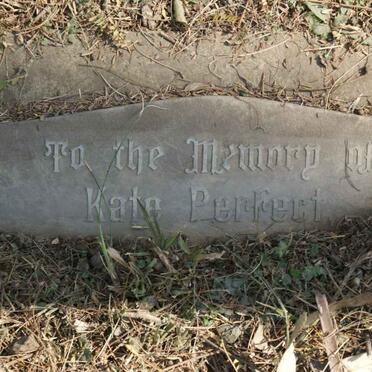 To the Memory of
Kate Perfect